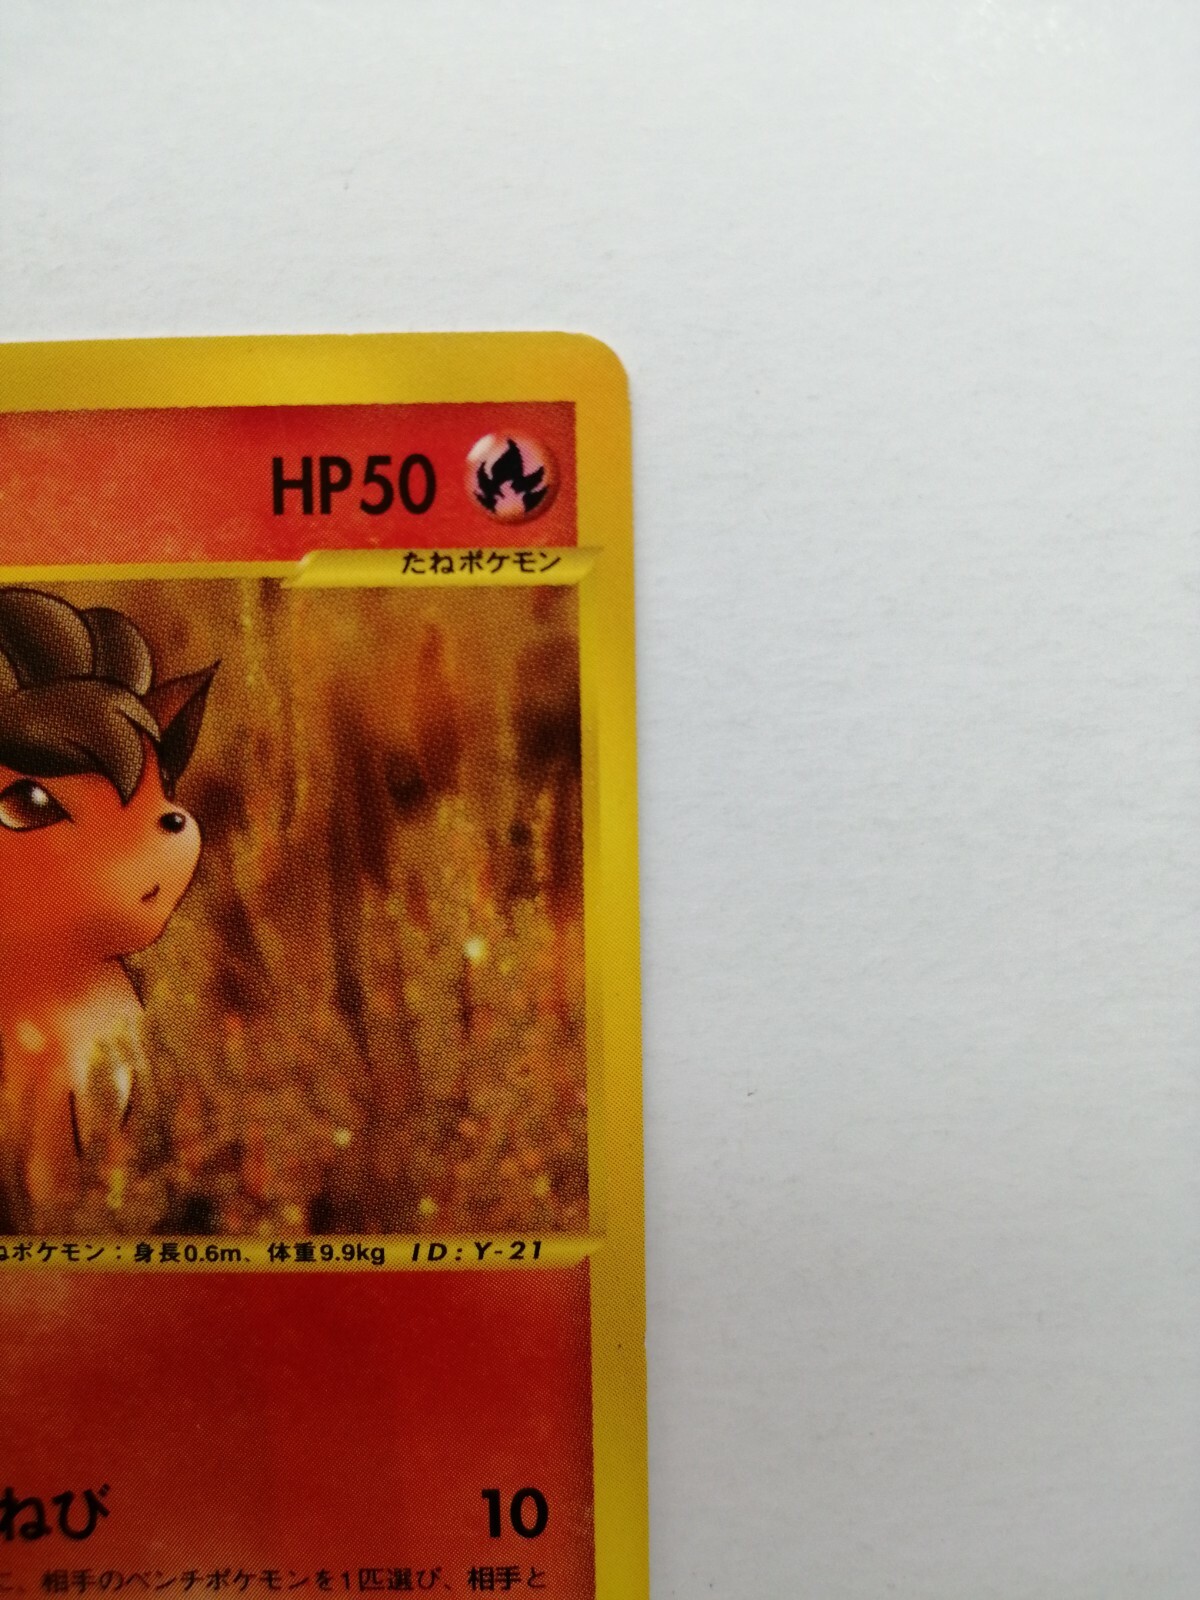 HP50
たねポケモン
ねポケモン：身長0.6m、体重9.9kg ID:Y-21
ねび 10
に、相手のベンチポケモンを1匹選び、相手と